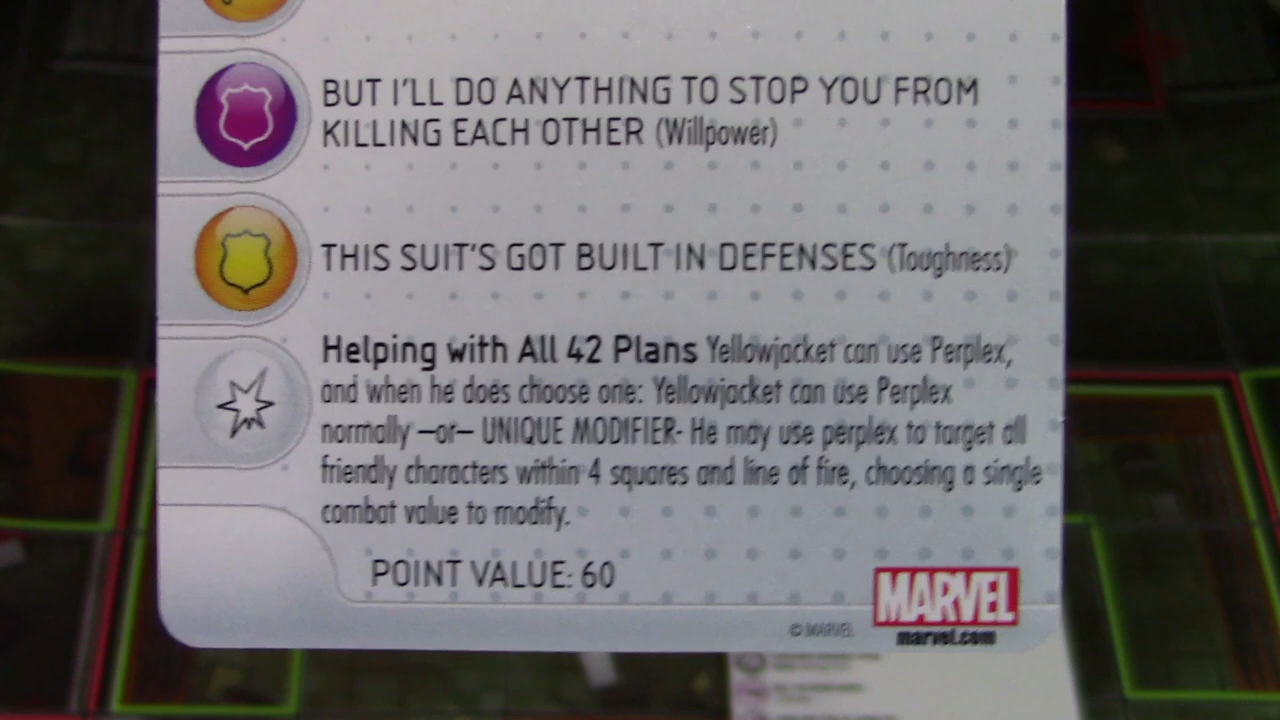 BUT I'LL DO ANYTHING TO STOP YOU FROM
KILLING EACH OTHER (Willpower)
THIS SUIT'S GOT BUILT IN DEFENSES (Toughness)
Helping with All 42 Plans Yellowjacket can use Perplex,
and when he does choose one: Yellowjacket can use Perplex
normally –or– UNIQUE MODIFIER- He may use perplex to target all
friendly characters within 4 squares and line of fire, choosing a single
combat value to modify.
POINT VALUE: 60
MARVEL
© MARVEL
marvel.com